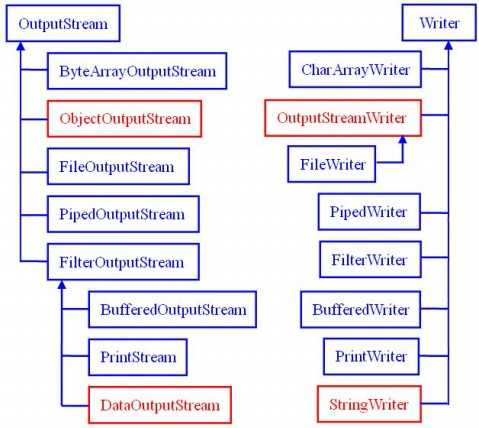 OutputStream
ByteArrayOutputStream
ObjectOutputStream
FileOutputStream
PipedOutputStream
FilterOutputStream
BufferedOutputStream
PrintStream
DataOutputStream
Writer
CharArrayWriter
OutputStreamWriter
FileWriter
PipedWriter
FilterWriter
BufferedWriter
PrintWriter
StringWriter